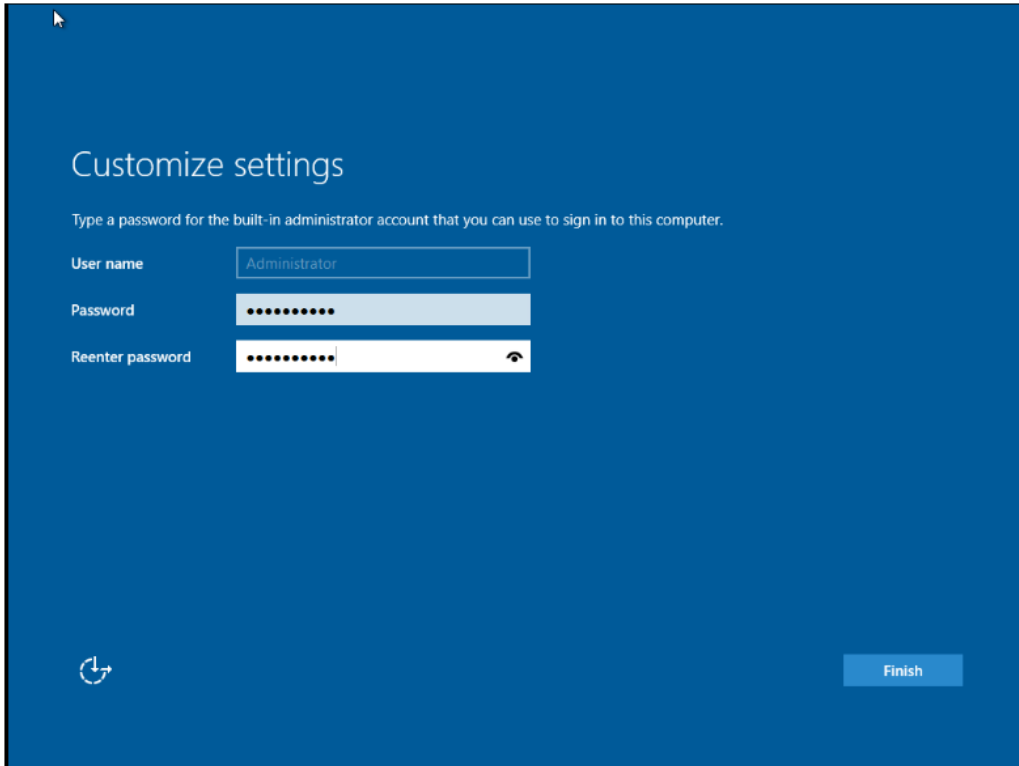 Customize settings
Type a password for the built-in administrator account that you can use to sign in to this computer.
User name Administrator
Password ••••••••••
Reenter password ••••••••••
Finish